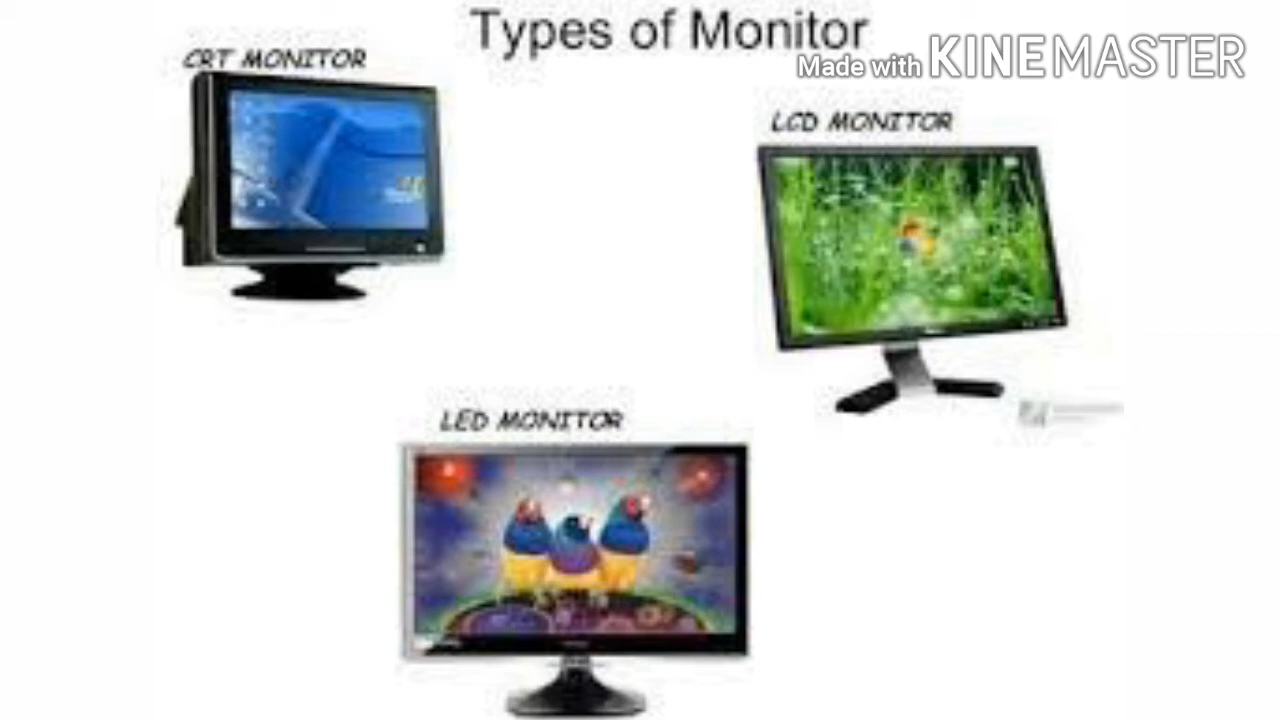 Types of Monitor
Made with KINEMASTER
CRT MONITOR
LCD MONITOR
LED MONITOR